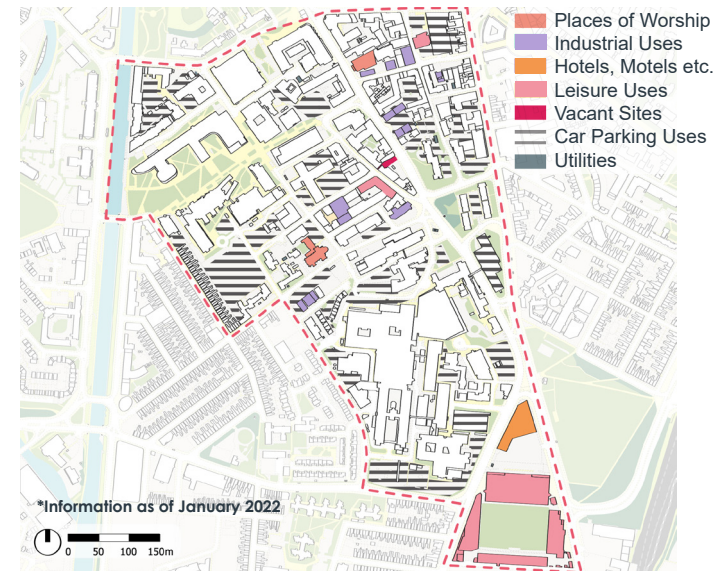 Places of Worship
Industrial Uses
Hotels, Motels etc.
Leisure Uses
Vacant Sites
Car Parking Uses
Utilities
*Information as of January 2022
0 50 100 150m